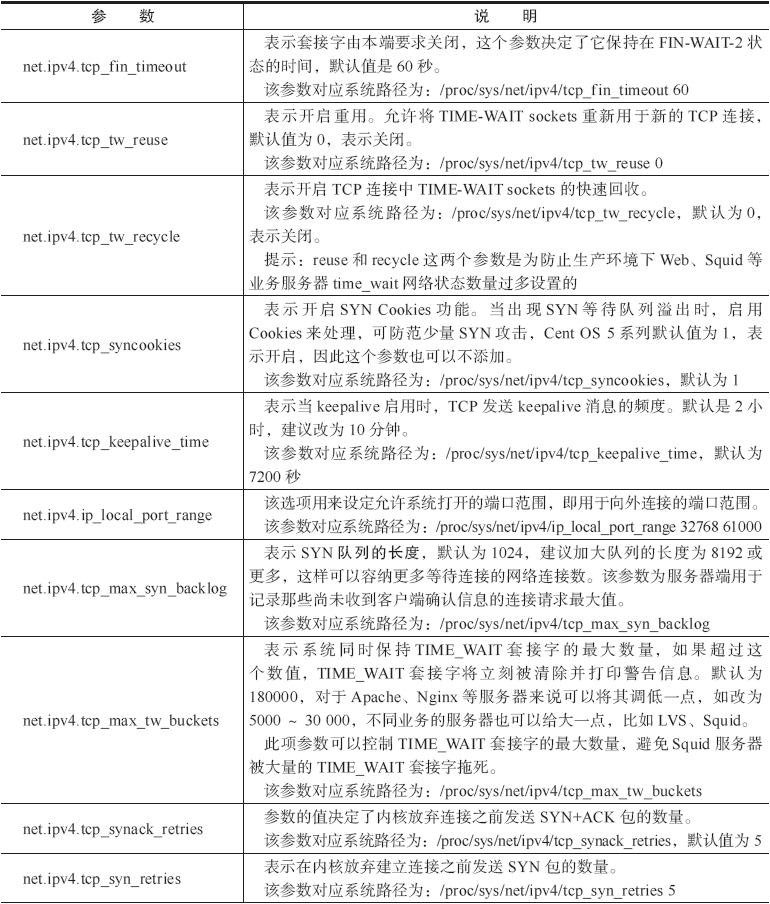 参　数　说　明
net.ipv4.tcp_fin_timeout
表示套接字由本端要求关闭，这个参数决定了它保持在 FIN-WAIT-2 状
态的时间，默认值是 60 秒。
该参数对应系统路径为：/proc/sys/net/ipv4/tcp_fin_timeout 60
net.ipv4.tcp_tw_reuse
表示开启重用。允许将 TIME-WAIT sockets 重新用于新的 TCP 连接，
默认值为 0，表示关闭。
该参数对应系统路径为：/proc/sys/net/ipv4/tcp_tw_reuse 0
net.ipv4.tcp_tw_recycle
表示开启 TCP 连接中 TIME-WAIT sockets 的快速回收。
该参数对应系统路径为：/proc/sys/net/ipv4/tcp_tw_recycle，默认为 0，
表示关闭。
提示：reuse 和 recycle 这两个参数是为防止生产环境下 Web、Squid 等
业务服务器 time_wait 网络状态数量过多设置的
net.ipv4.tcp_syncookies
表示开启 SYN Cookies 功能。当出现 SYN 等待队列溢出时，启用
Cookies 来处理，可防范少量 SYN 攻击，Cent OS 5 系列默认值为 1，表
示开启，因此这个参数也可以不添加。
该参数对应系统路径为：/proc/sys/net/ipv4/tcp_syncookies，默认为 1
net.ipv4.tcp_keepalive_time
表示当 keepalive 启用时，TCP 发送 keepalive 消息的频度。默认是 2 小
时，建议改为 10 分钟。
该参数对应系统路径为：/proc/sys/net/ipv4/tcp_keepalive_time，默认为
7200 秒
net.ipv4.ip_local_port_range
该选项用来设定允许系统打开的端口范围，即用于向外连接的端口范围。
该参数对应系统路径为：/proc/sys/net/ipv4/ip_local_port_range 32768 61000
net.ipv4.tcp_max_syn_backlog
表示 SYN 队列的长度，默认为 1024，建议加大队列的长度为 8192 或
更多，这样可以容纳更多等待连接的网络连接数。该参数为服务器端用于
记录那些尚未收到客户端确认信息的连接请求最大值。
该参数对应系统路径为：/proc/sys/net/ipv4/tcp_max_syn_backlog
net.ipv4.tcp_max_tw_buckets
表示系统同时保持 TIME_WAIT 套接字的最大数量，如果超过这
个数值，TIME_WAIT 套接字将立刻被清除并打印警告信息。默认为
180000，对于 Apache、Nginx 等服务器来说可以将其调低一点，如改为
5000 ~ 30 000，不同业务的服务器也可以给大一点，比如 LVS、Squid。
此项参数可以控制 TIME_WAIT 套接字的最大数量，避免 Squid 服务器
被大量的 TIME_WAIT 套接字拖死。
该参数对应系统路径为：/proc/sys/net/ipv4/tcp_max_tw_buckets
net.ipv4.tcp_synack_retries
参数的值决定了内核放弃连接之前发送 SYN+ACK 包的数量。
该参数对应系统路径为：/proc/sys/net/ipv4/tcp_synack_retries，默认值为 5
net.ipv4.tcp_syn_retries
表示在内核放弃建立连接之前发送 SYN 包的数量。
该参数对应系统路径为：/proc/sys/net/ipv4/tcp_syn_retries 5